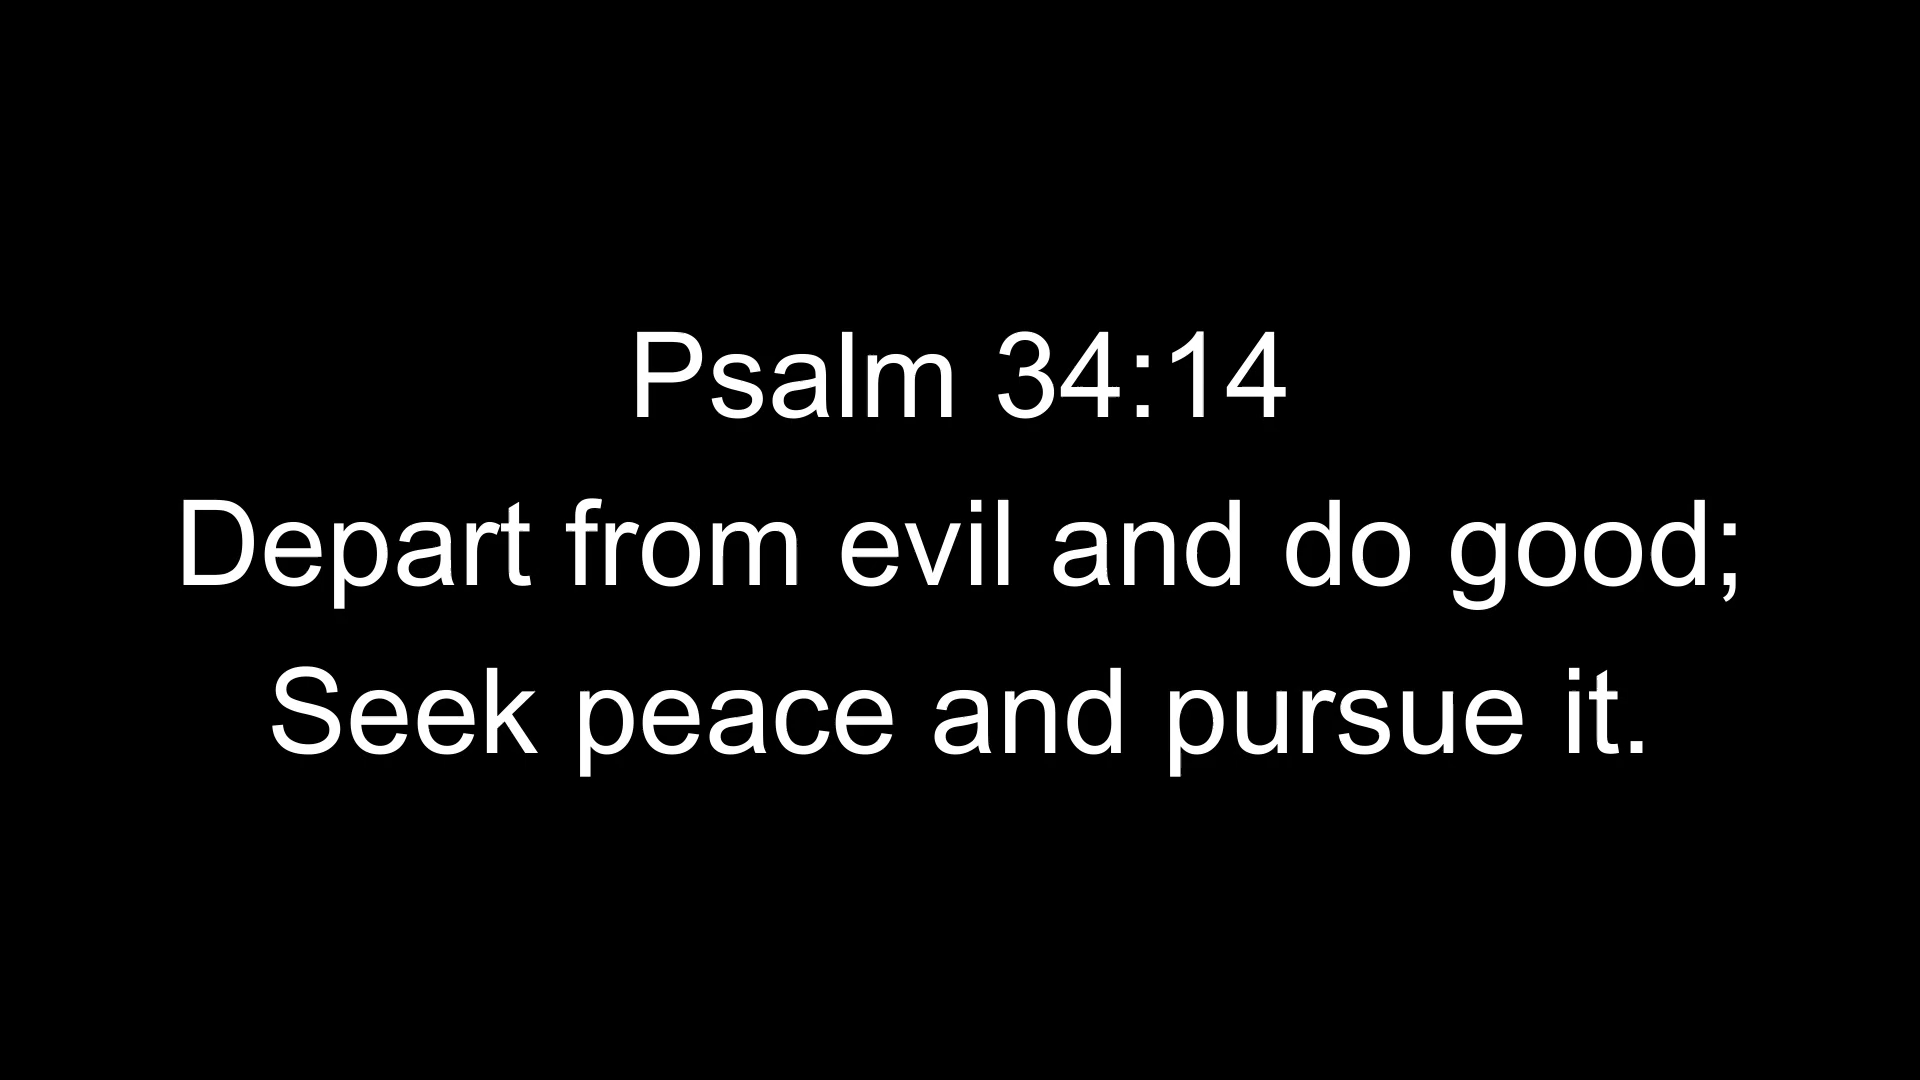 Psalm 34:14
Depart from evil and do good;
Seek peace and pursue it.